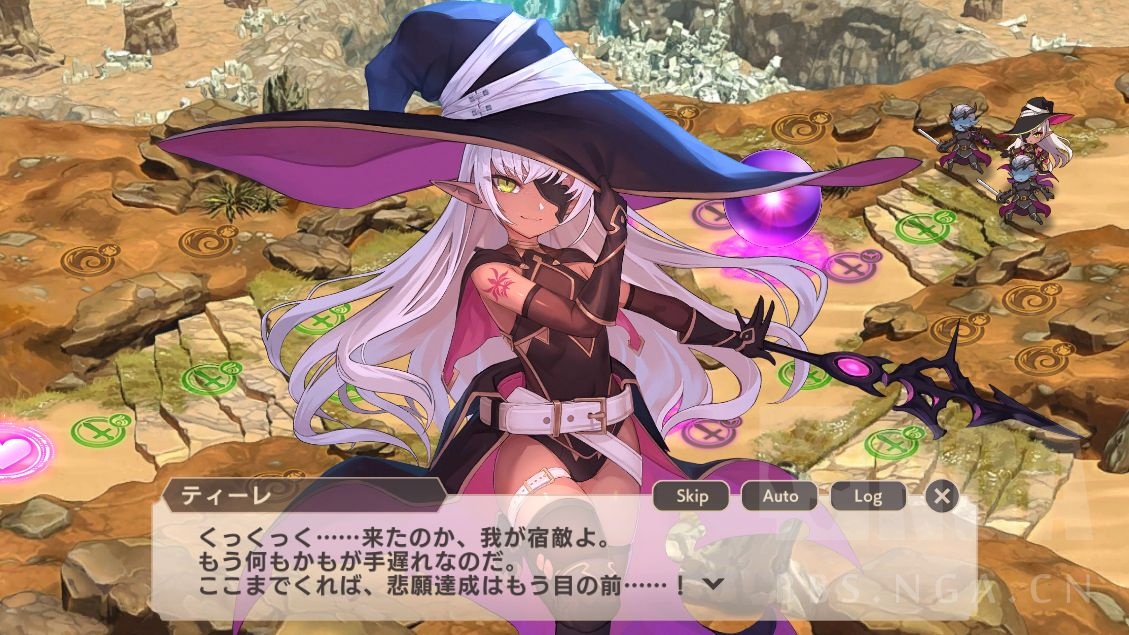 ティーレ
Skip
Auto
Log
くっくっく……来たのか、我が宿敵よ。
もう何もかもが手遅れなのだ。
ここまでくれば、悲願達成はもう目の前……！
BBS.NGA.CN